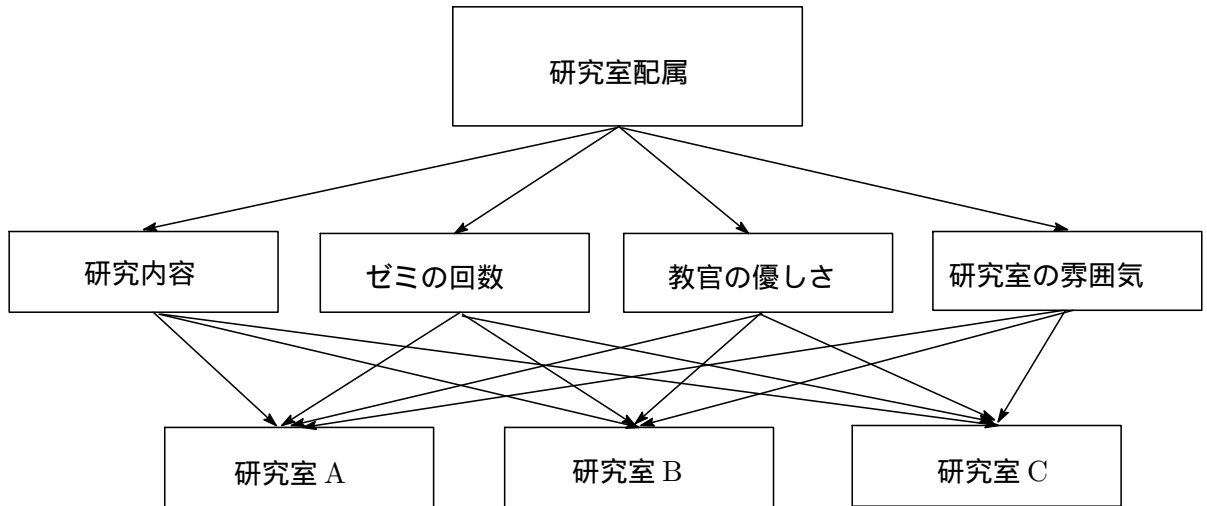 研究室配属
研究内容
ゼミの回数
教官の優しさ
研究室の雰囲気
研究室 A
研究室 B
研究室 C